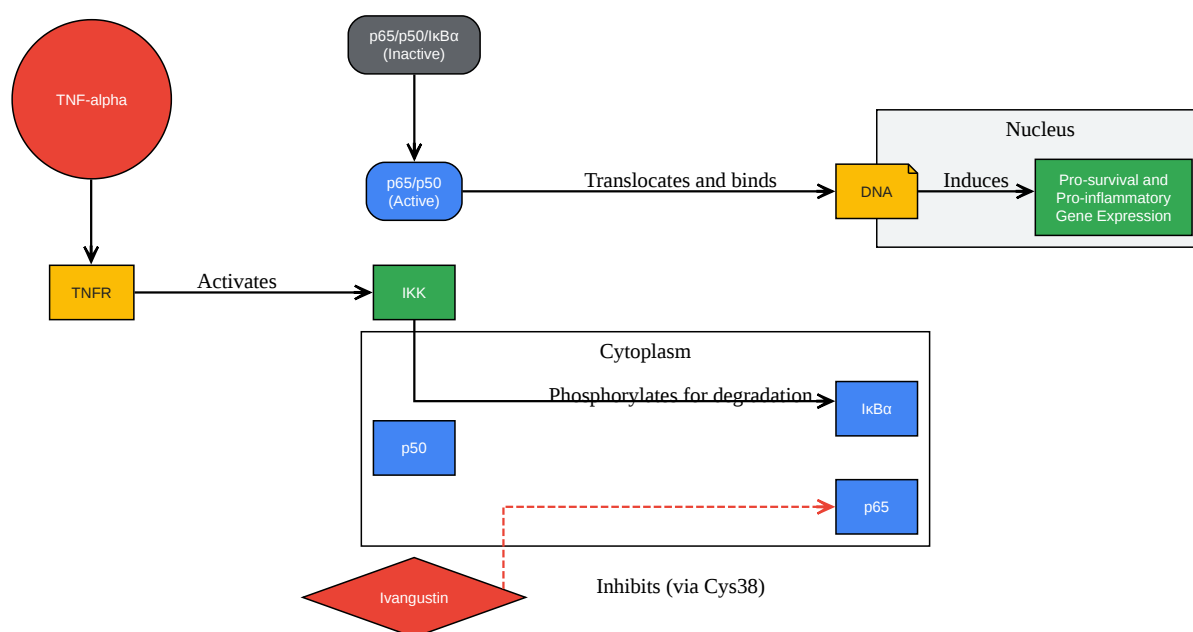 p65/p50/IκBα
(Inactive)
TNF-alpha
Nucleus
p65/p50
(Active)
Translocates and binds
DNA
Induces
Pro-survival and
Pro-inflammatory
Gene Expression
TNFR
Activates
IKK
Cytoplasm
Phosphorylates for degradation
IκBα
p50
p65
Ivangustin
Inhibits (via Cys38)